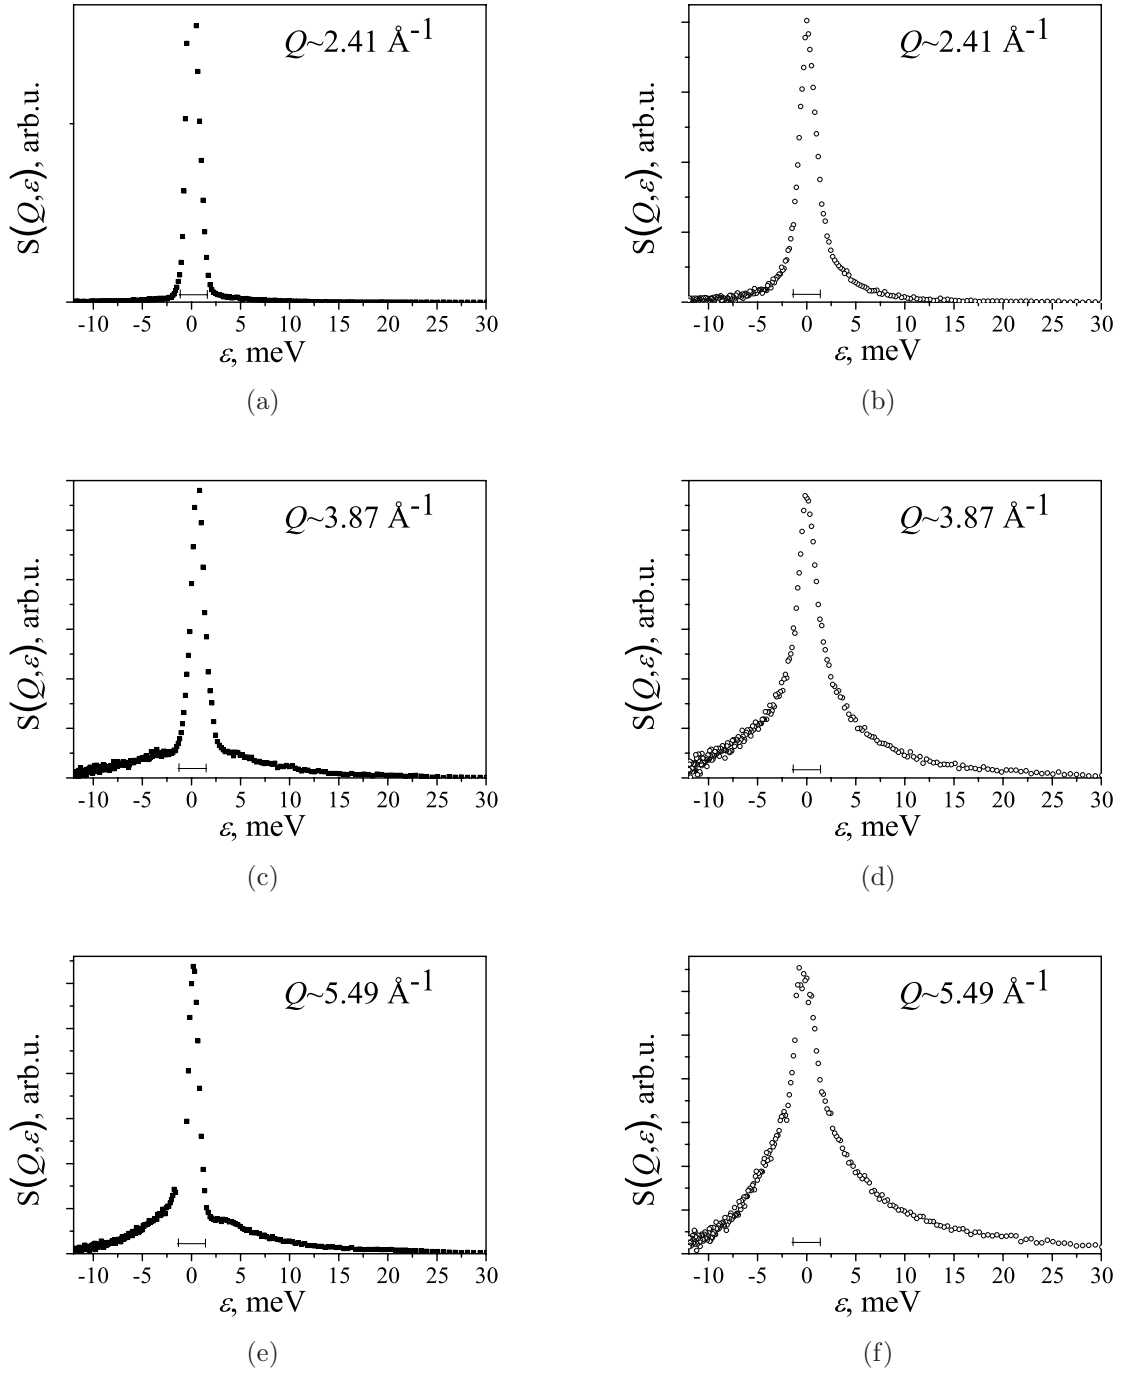 Q~2.41 Å-1
S(Q,ε), arb.u.
-10 -5 0 5 10 15 20 25 30
ε, meV
(a)
Q~2.41 Å-1
S(Q,ε), arb.u.
-10 -5 0 5 10 15 20 25 30
ε, meV
(b)
Q~3.87 Å-1
S(Q,ε), arb.u.
-10 -5 0 5 10 15 20 25 30
ε, meV
(c)
Q~3.87 Å-1
S(Q,ε), arb.u.
-10 -5 0 5 10 15 20 25 30
ε, meV
(d)
Q~5.49 Å-1
S(Q,ε), arb.u.
-10 -5 0 5 10 15 20 25 30
ε, meV
(e)
Q~5.49 Å-1
S(Q,ε), arb.u.
-10 -5 0 5 10 15 20 25 30
ε, meV
(f)